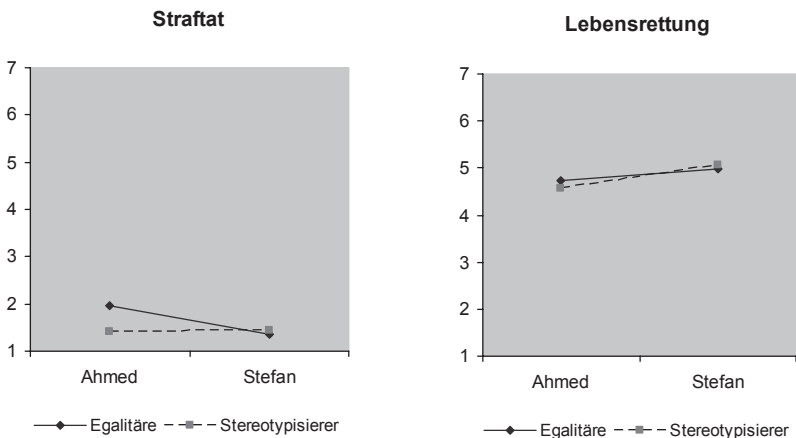 Straftat
7
6
5
4
3
2
1
Ahmed Stefan
Egalitäre Stereotypisierer
Lebensrettung
7
6
5
4
3
2
1
Ahmed Stefan
Egalitäre Stereotypisierer